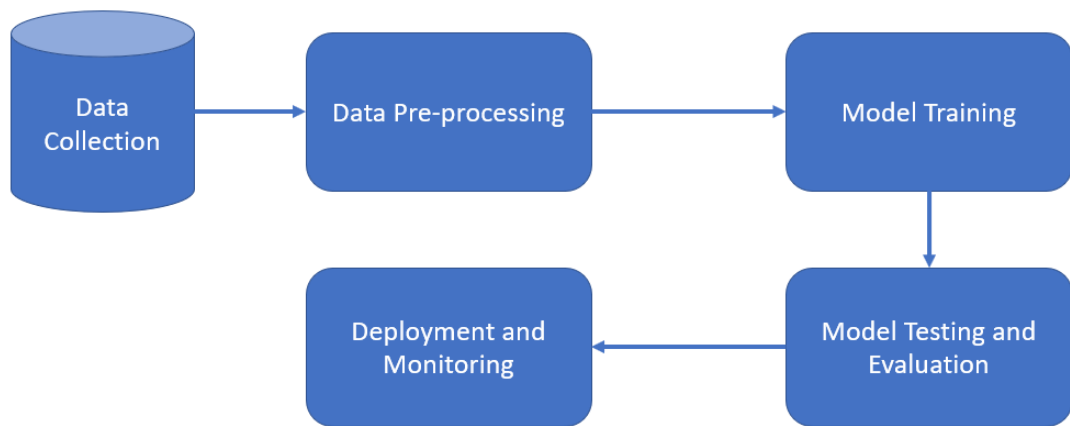 Data
Collection
Data Pre-processing
Model Training
Deployment and
Monitoring
Model Testing and
Evaluation